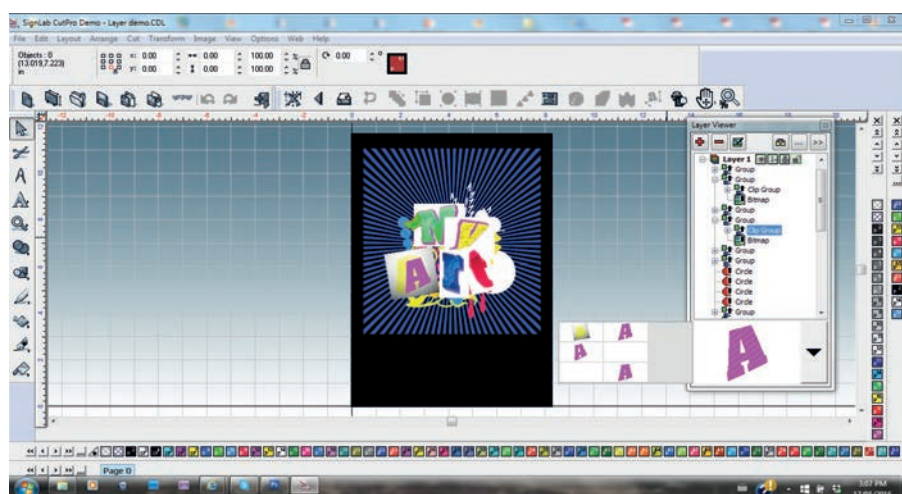 SignLab CutPro Demo - Layer demo.CDL
File Edit Layout Arrange Cut Transform Image View Options Web Help
Objects : 0
(13.019,7.223)
in
x: 0.00
0.00
100.00
0.00
y: 0.00
0.00
100.00
Layer Viewer
Layer 1
Group
Group
Clip Group
Bitmap
Group
Group
Clip Group
Bitmap
Group
Group
Circle
Circle
Circle
Circle
Group
A
Page 0
3:07 PM